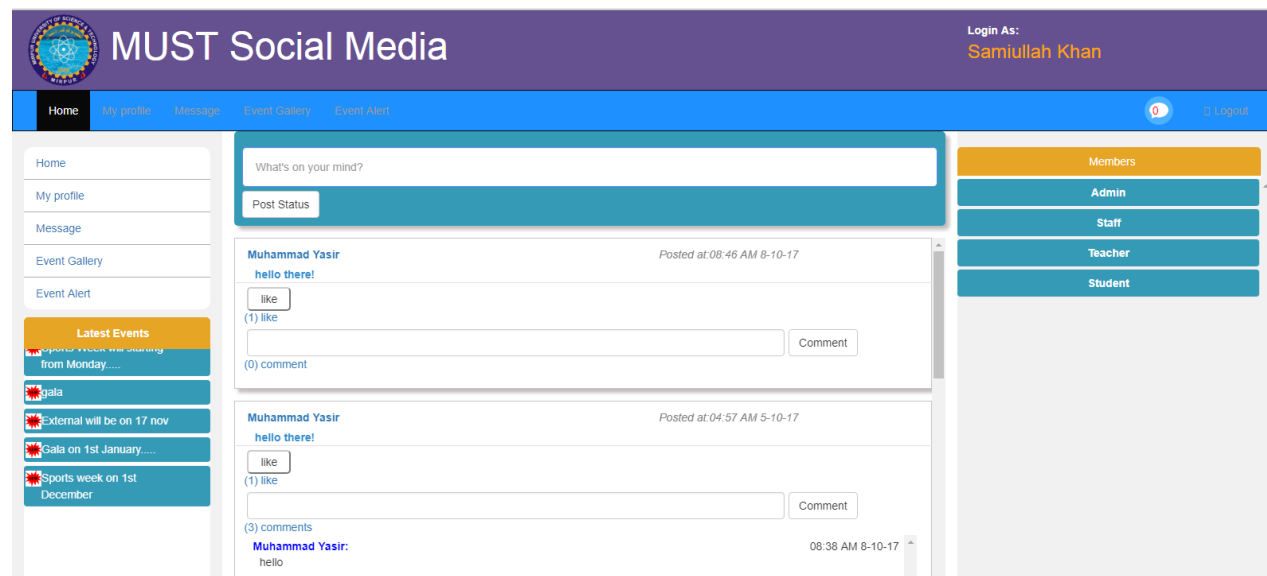 MUST Social Media
Login As:
Samiullah Khan
Home My profile Message Event Gallery Event Alert
0 Logout
Home
My profile
Message
Event Gallery
Event Alert
Latest Events
Sports Week will starting
from Monday.....
gala
External will be on 17 nov
Gala on 1st January.....
Sports week on 1st
December
What's on your mind?
Post Status
Muhammad Yasir Posted at:08:46 AM 8-10-17
hello there!
like
(1) like
Comment
(0) comment
Muhammad Yasir Posted at:04:57 AM 5-10-17
hello there!
like
(1) like
Comment
(3) comments
Muhammad Yasir: 08:38 AM 8-10-17
hello
Members
Admin
Staff
Teacher
Student